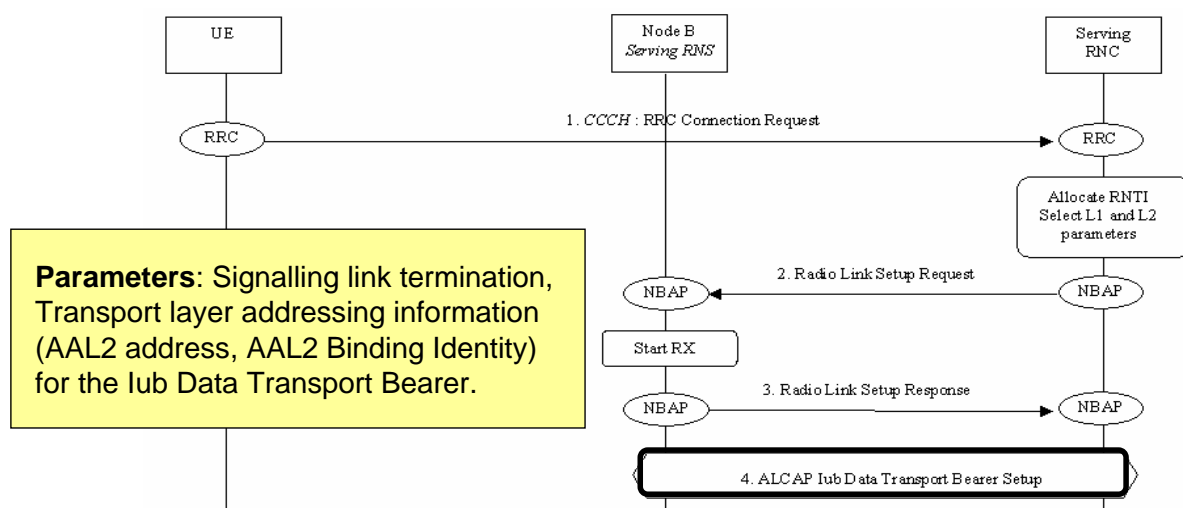 UE
Node B
Serving RNS
Serving
RNC
1. CCCH : RRC Connection Request
RRC
RRC
Allocate RNTI
Select L1 and L2
parameters
Parameters: Signalling link termination,
Transport layer addressing information
(AAL2 address, AAL2 Binding Identity)
for the Iub Data Transport Bearer.
2. Radio Link Setup Request
NBAP
NBAP
Start RX
3. Radio Link Setup Response
NBAP
NBAP
4. ALCAP Iub Data Transport Bearer Setup